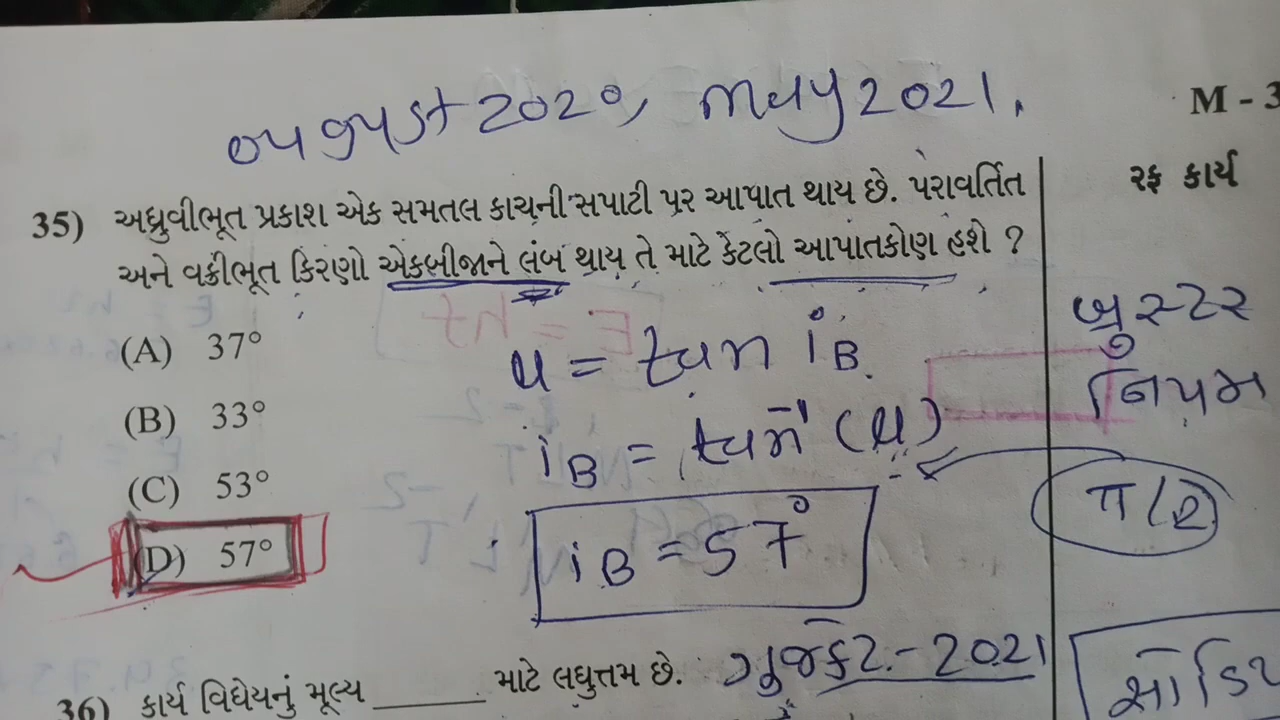 august 2020, may 2021.
M - 3
રફ કાર્ય
35) અધ્રુવીભૂત પ્રકાશ એક સમતલ કાચની સપાટી પર આપાત થાય છે. પરાવર્તિત
અને વક્રીભૂત કિરણો એકબીજાને લંબ થાય તે માટે કેટલો આપાતકોણ હશે ?
(A) 37°
(B) 33°
(C) 53°
(D) 57°
μ = tan iB
iB = tan⁻¹ (μ)
iB = 57°
બ્રુસ્ટર
નિયમ
π/2
36) કાર્ય વિધેયનું મૂલ્ય ______ માટે લઘુત્તમ છે.
ગુજકેટ - 2021